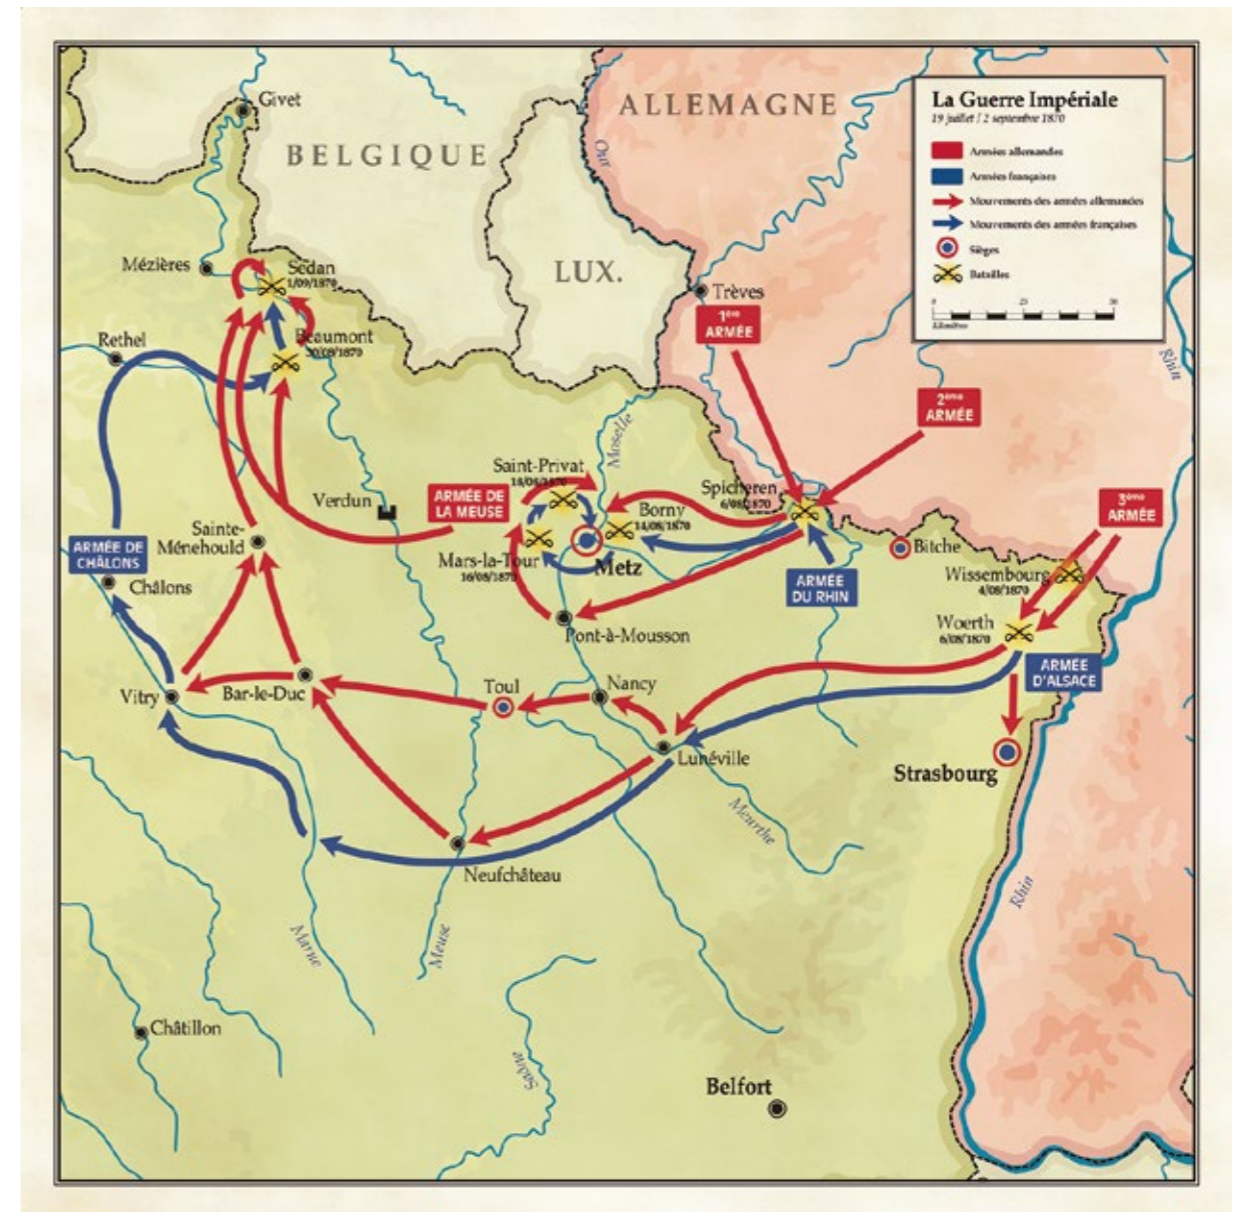 Givet
BELGIQUE
ALLEMAGNE
Our
La Guerre Impériale
19 juillet / 2 septembre 1870
Armées allemandes
Armées françaises
Mouvements des armées allemandes
Mouvements des armées françaises
Sièges
Batailles
0 25 50
kilomètres
Mézières
Sedan
1/09/1870
LUX.
Trèves
1ère
ARMÉE
Rethel
Beaumont
30/08/1870
Rhin
2ème
ARMÉE
Moselle
Saint-Privat
18/08/1870
Verdun
ARMÉE DE
LA MEUSE
Spicheren
6/08/1870
Borny
14/08/1870
3ème
ARMÉE
Sainte-
Ménehould
ARMÉE DE
CHÂLONS
Châlons
Mars-la-Tour
16/08/1870
Metz
ARMÉE
DU RHIN
Bitche
Wissembourg
4/08/1870
Pont-à-Mousson
Woerth
6/08/1870
ARMÉE
D'ALSACE
Vitry
Bar-le-Duc
Toul
Nancy
Lunéville
Strasbourg
Meurthe
Neufchâteau
Marne
Meuse
Rhin
Châtillon
Saône
Belfort